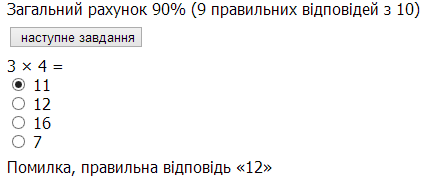 Загальний рахунок 90% (9 правильних відповідей з 10)
наступне завдання
3 × 4 =
11
12
16
7
Помилка, правильна відповідь «12»